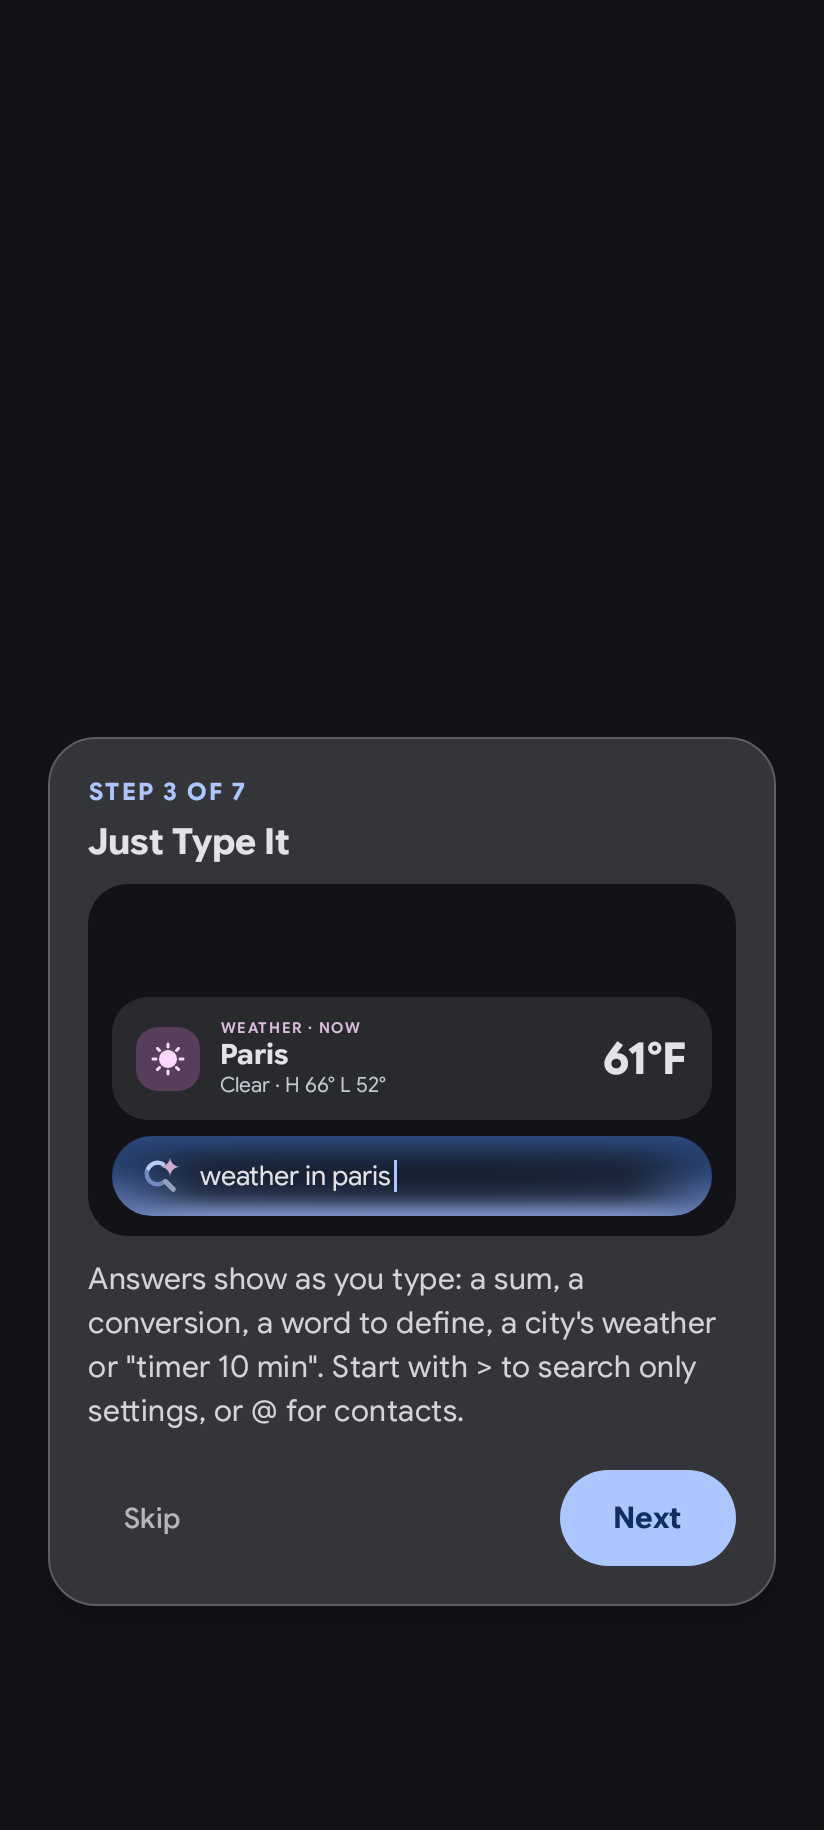 STEP 3 OF 7
Just Type It
WEATHER · NOW
Paris
Clear · H 66° L 52°
61°F
weather in paris
Answers show as you type: a sum, a
conversion, a word to define, a city's weather
or "timer 10 min". Start with > to search only
settings, or @ for contacts.
Skip
Next